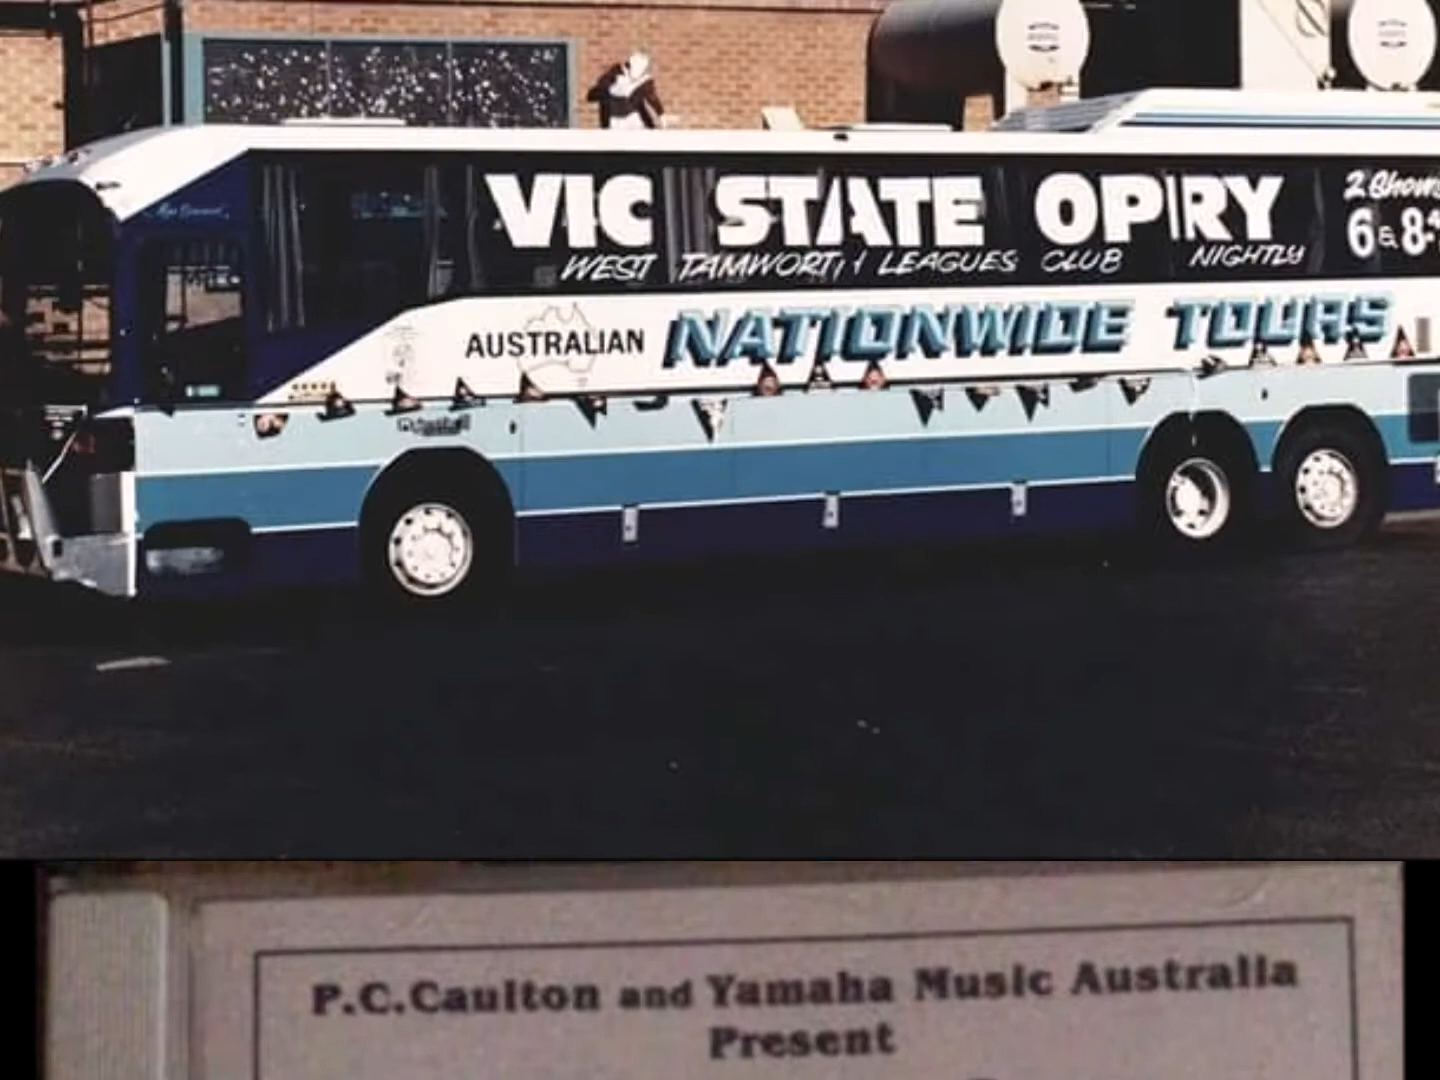 VIC STATE OPRY
2 Shows
6 & 8.
WEST TAMWORTH LEAGUES CLUB NIGHTLY
AUSTRALIAN NATIONWIDE TOURS
P.C.Caulton and Yamaha Music Australia
Present